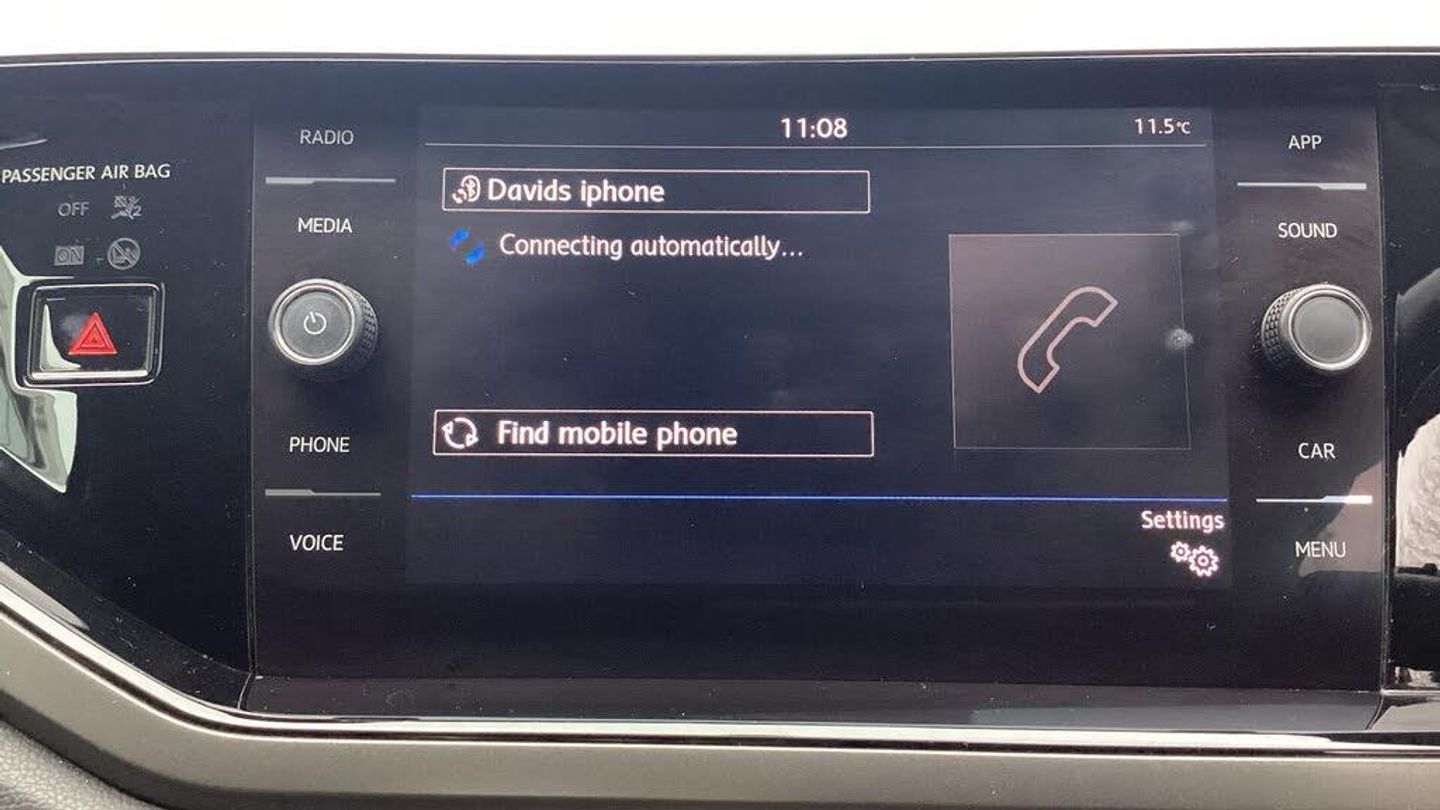 RADIO
MEDIA
PHONE
VOICE
PASSENGER AIR BAG
OFF
2
ON
11:08
11.5°C
Davids iphone
Connecting automatically...
Find mobile phone
Settings
APP
SOUND
CAR
MENU